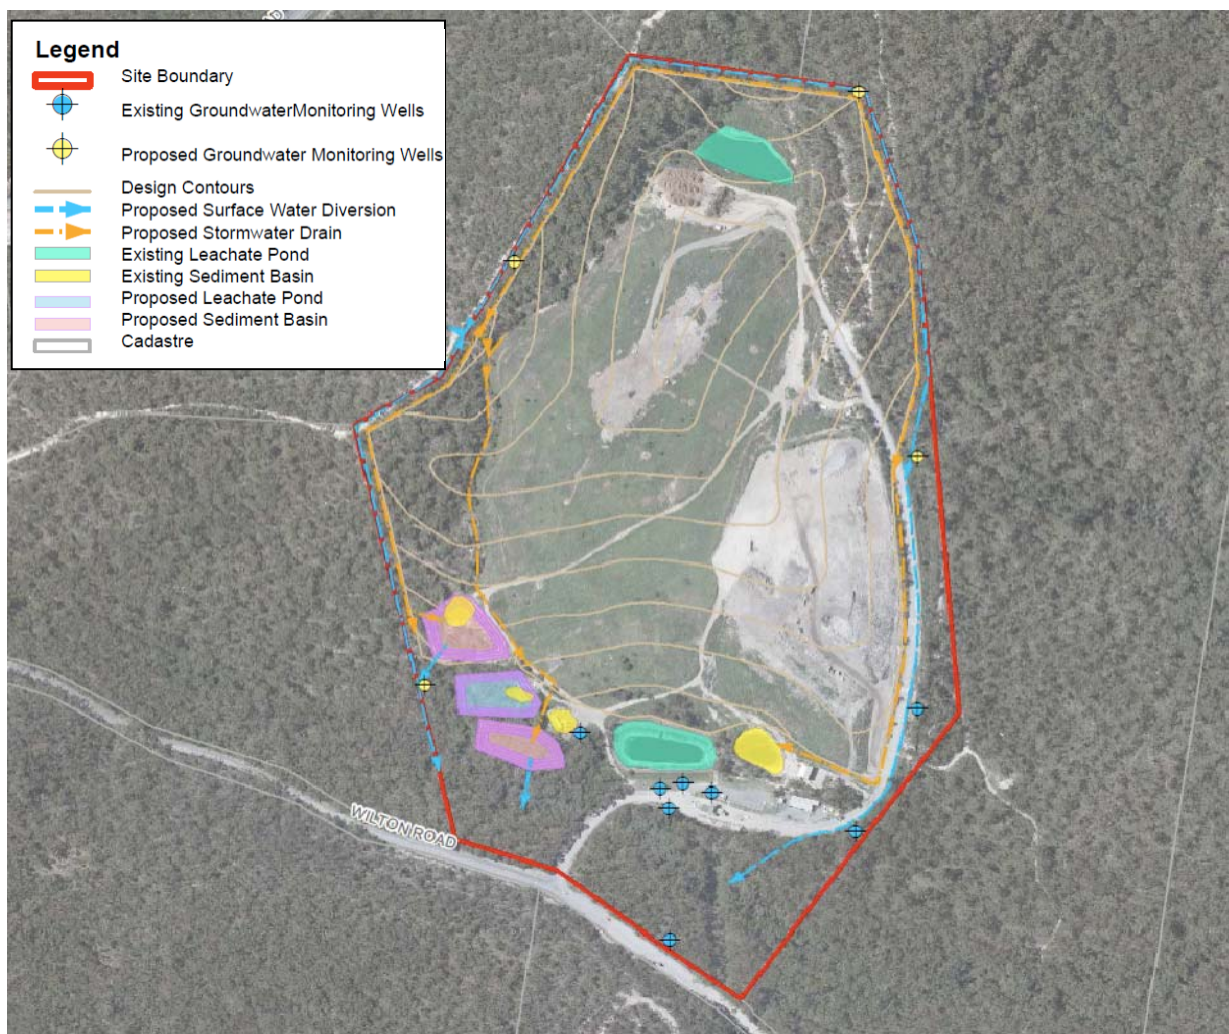 Legend
Site Boundary
Existing GroundwaterMonitoring Wells
Proposed Groundwater Monitoring Wells
Design Contours
Proposed Surface Water Diversion
Proposed Stormwater Drain
Existing Leachate Pond
Existing Sediment Basin
Proposed Leachate Pond
Proposed Sediment Basin
Cadastre
WILTON ROAD